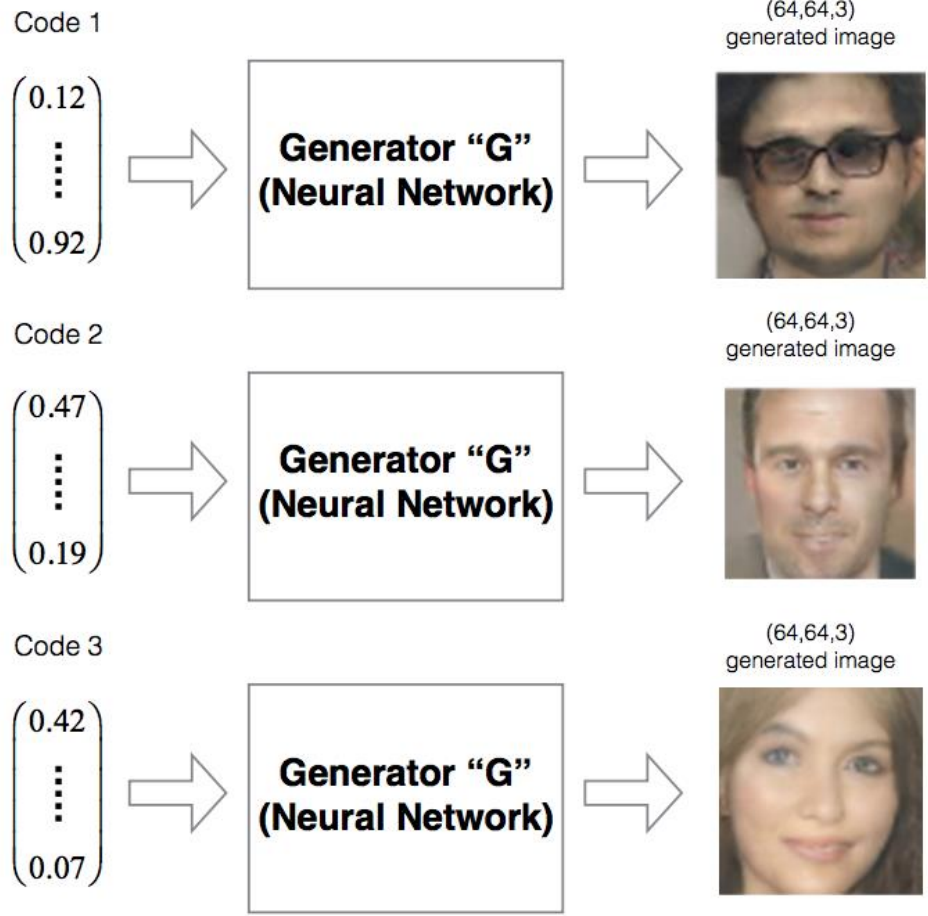 Code 1
(64,64,3)
generated image
0.12
0.92
Generator “G”
(Neural Network)
Code 2
(64,64,3)
generated image
0.47
0.19
Generator “G”
(Neural Network)
Code 3
(64,64,3)
generated image
0.42
0.07
Generator “G”
(Neural Network)